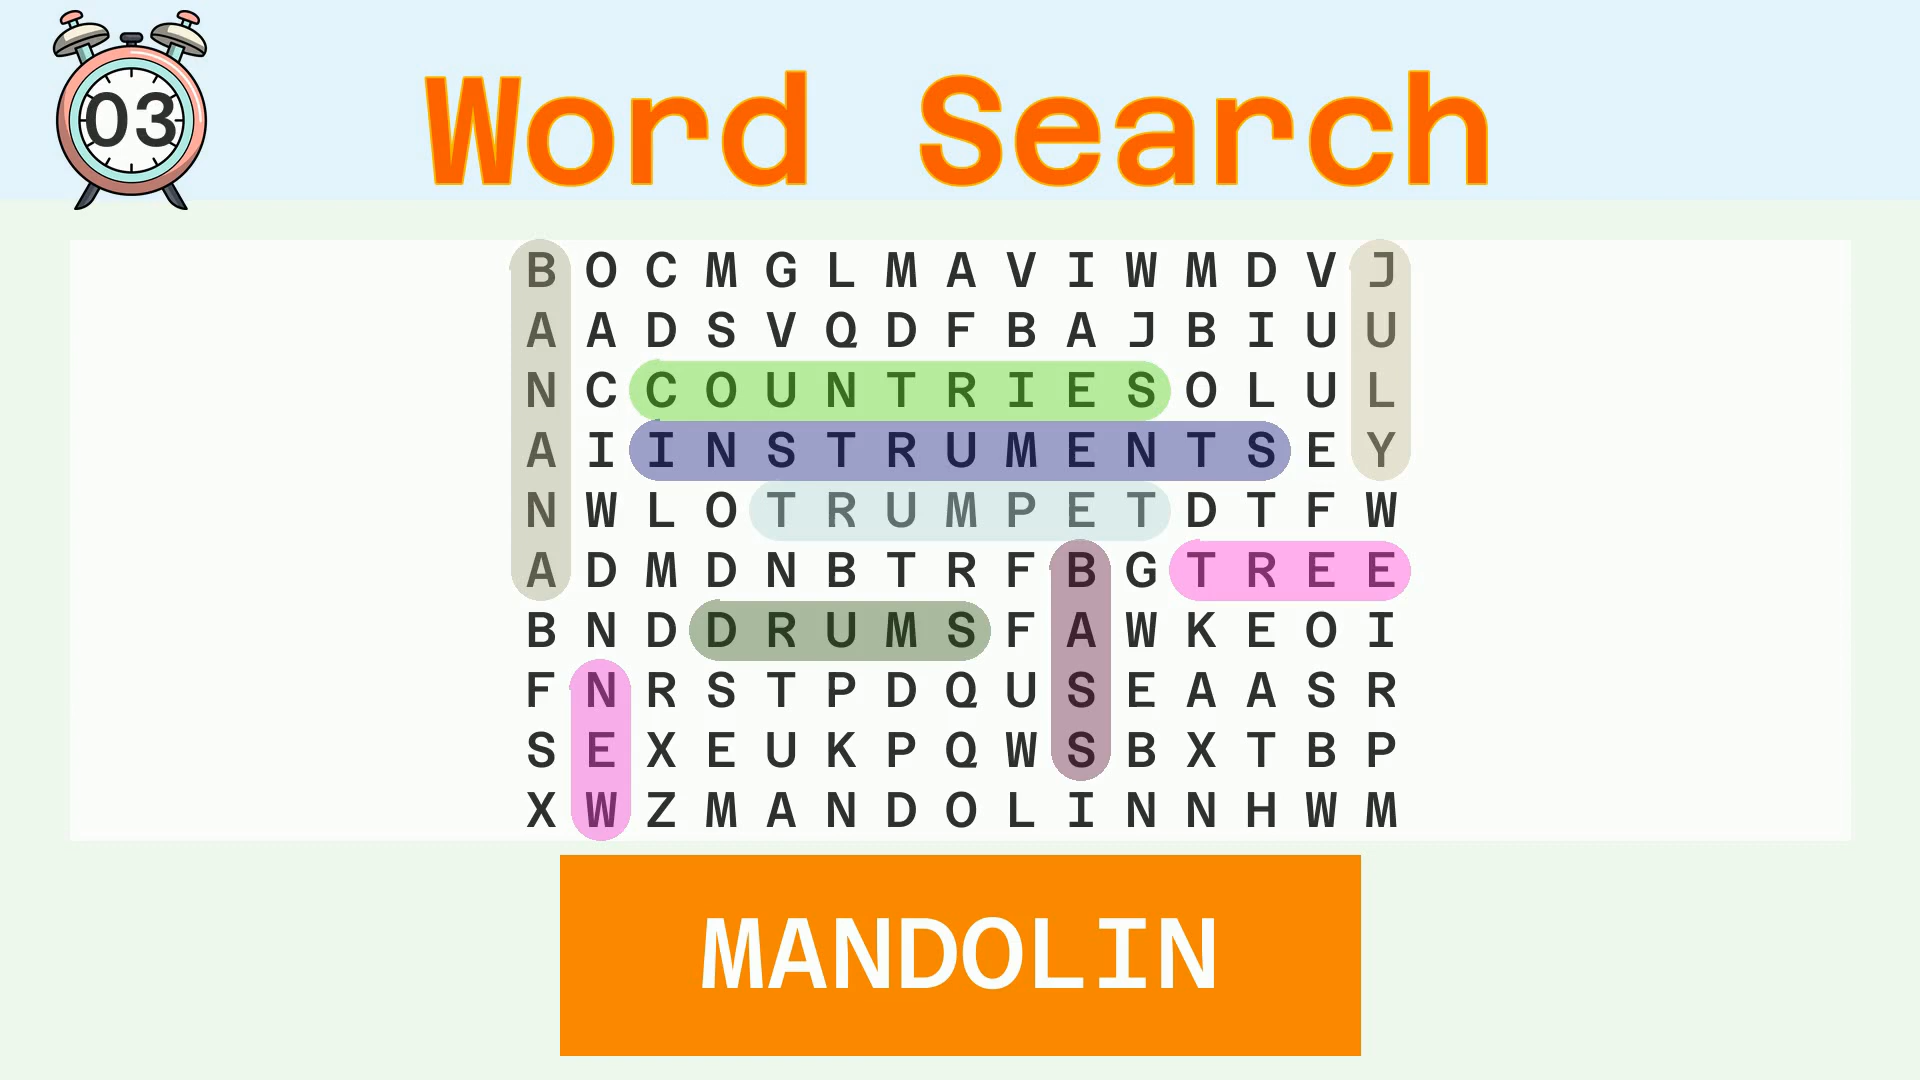 03
Word Search
B O C M G L M A V I W M D V J
A A D S V Q D F B A J B I U U
N C C O U N T R I E S O L U L
A I I N S T R U M E N T S E Y
N W L O T R U M P E T D T F W
A D M D N B T R F B G T R E E
B N D D R U M S F A W K E O I
F N R S T P D Q U S E A A S R
S E X E U K P Q W S B X T B P
X W Z M A N D O L I N N H W M
MANDOLIN